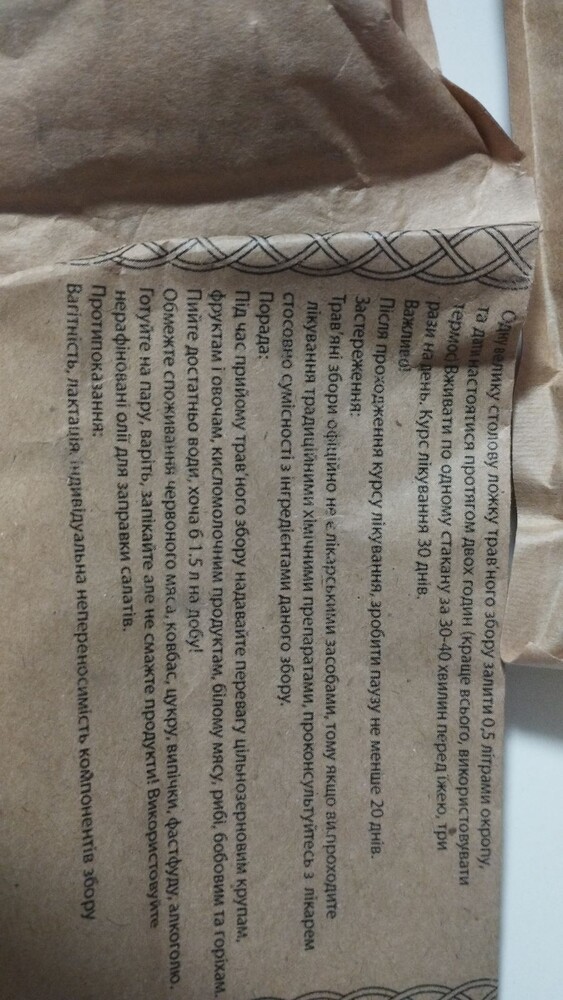 Одну велику столову ложку трав'ного збору залити 0,5 літрами окропу,
та дати настоятися протягом двох годин (краще всього, використовувати
термос) Вживати по одному стакану за 30-40 хвилин перед їжею, три
рази на день. Курс лікування 30 днів.
Важливо!
Після проходження курсу лікування, зробити паузу не менше 20 днів.
Застереження:
Трав'яні збори офіційно не є лікарськими засобами, тому якщо ви проходите
лікування традиційними хімічними препаратами, проконсультуйтесь з лікарем
стосовно сумісності з інгредієнтами даного збору.
Порада:
Під час прийому трав'ного збору надавайте перевагу цільнозерновим крупам,
фруктам і овочам, кисломолочним продуктам, білому мясу, рибі, бобовим та горіхам.
Пийте достатньо води, хоча б 1.5 л на добу!
Обмежте споживання червоного мяса, ковбас, цукру, випічки, фастфуду, алкоголю.
Готуйте на пару, варіть, запікайте але не смажте продукти! Використовуйте
нерафіновані олії для заправки салатів.
Протипоказання:
Вагітність, лактація, індивідуальна непереносимість компонентів збору